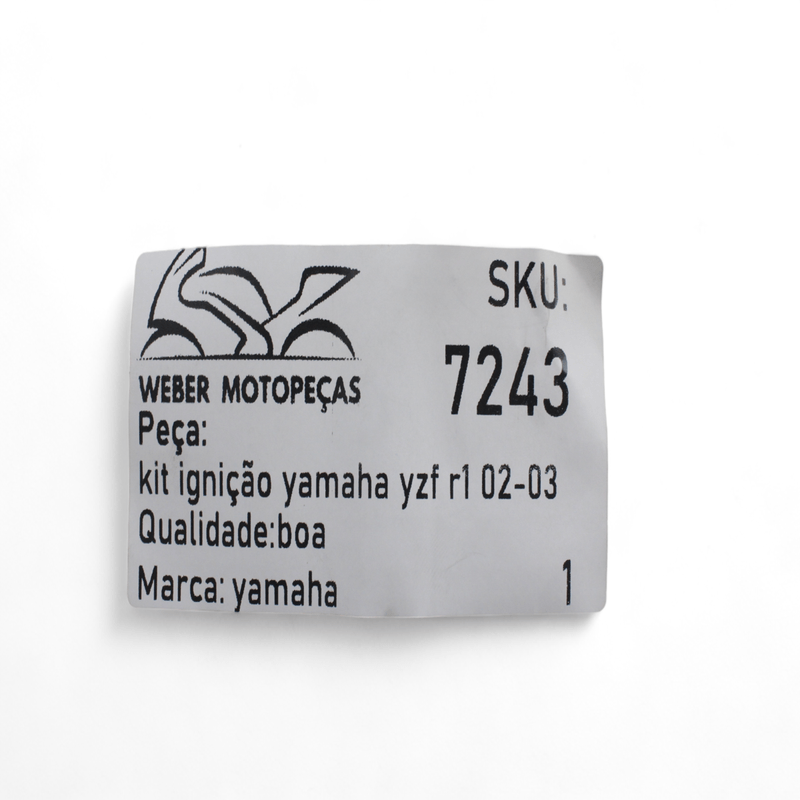 WEBER MOTOPEÇAS
SKU:
7243
Peça:
kit ignição yamaha yzf r1 02-03
Qualidade:boa
Marca: yamaha
1